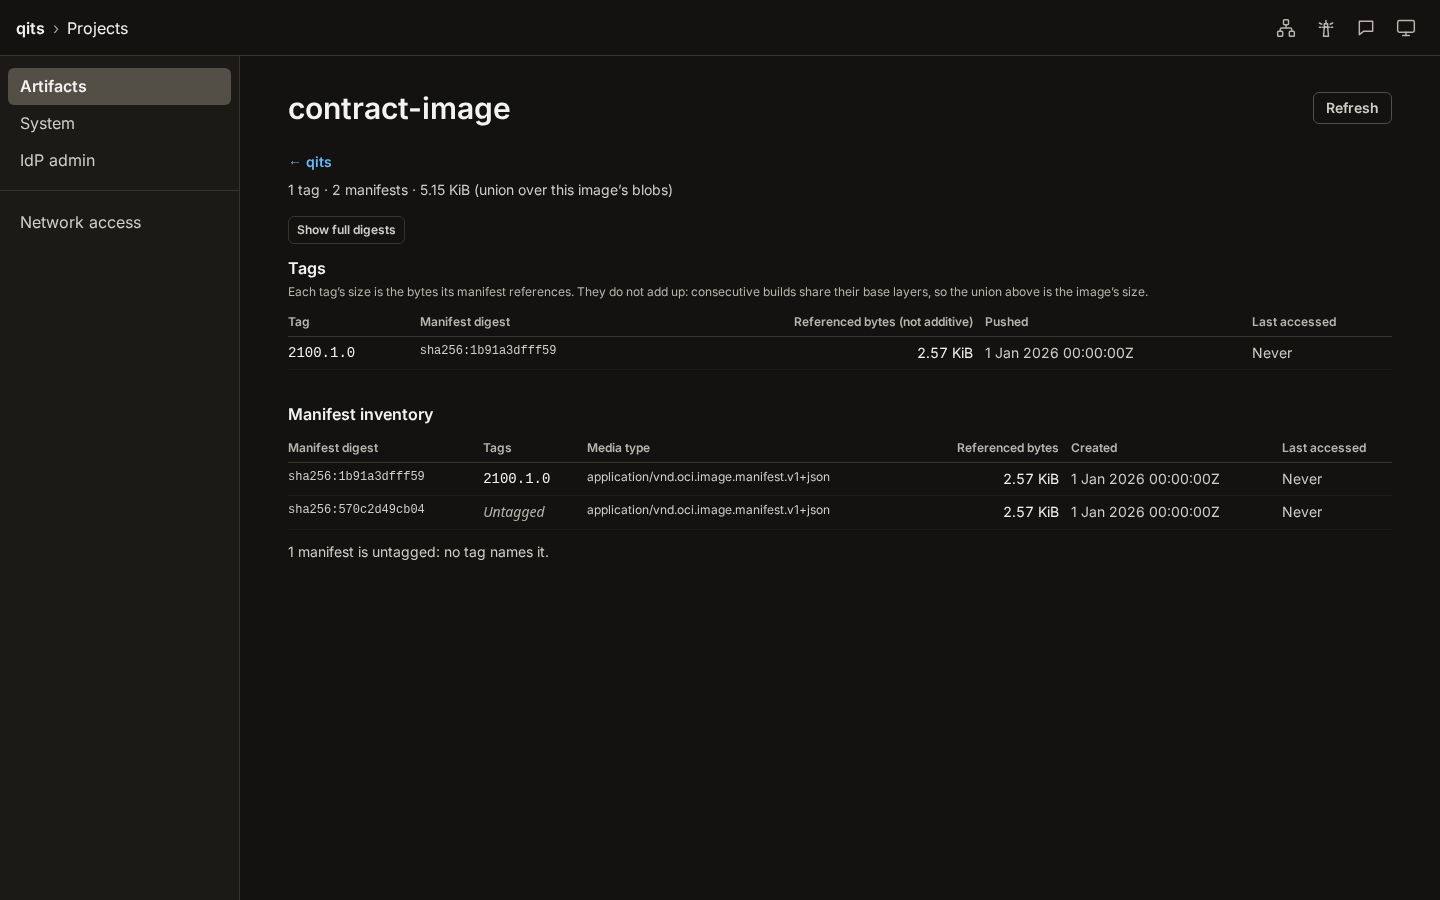 qits › Projects
Artifacts
System
IdP admin
Network access
contract-image
Refresh
← qits
1 tag · 2 manifests · 5.15 KiB (union over this image’s blobs)
Show full digests
Tags
Each tag’s size is the bytes its manifest references. They do not add up: consecutive builds share their base layers, so the union above is the image’s size.
Tag Manifest digest Referenced bytes (not additive) Pushed Last accessed
2100.1.0 sha256:1b91a3dfff59 2.57 KiB 1 Jan 2026 00:00:00Z Never
Manifest inventory
Manifest digest Tags Media type Referenced bytes Created Last accessed
sha256:1b91a3dfff59 2100.1.0 application/vnd.oci.image.manifest.v1+json 2.57 KiB 1 Jan 2026 00:00:00Z Never
sha256:570c2d49cb04 Untagged application/vnd.oci.image.manifest.v1+json 2.57 KiB 1 Jan 2026 00:00:00Z Never
1 manifest is untagged: no tag names it.